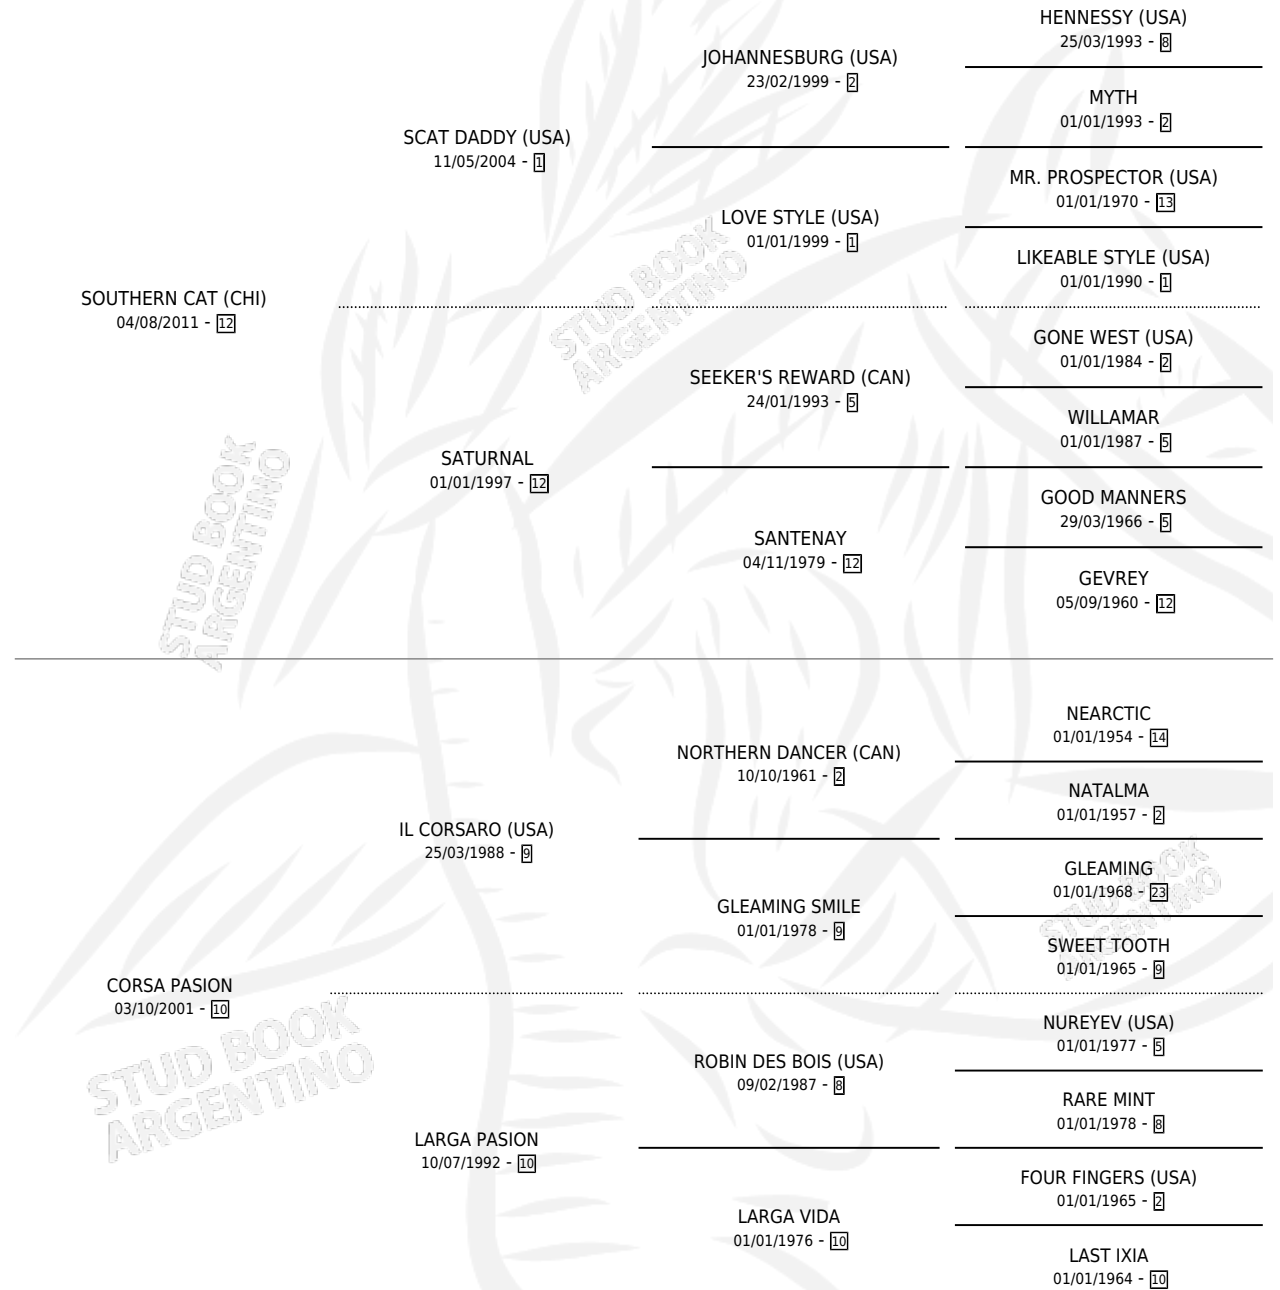 HENNESSY (USA)
25/03/1993 - 8
JOHANNESBURG (USA)
23/02/1999 - 2
MYTH
01/01/1993 - 2
SCAT DADDY (USA)
11/05/2004 - 1
MR. PROSPECTOR (USA)
01/01/1970 - 13
LOVE STYLE (USA)
01/01/1999 - 1
LIKEABLE STYLE (USA)
01/01/1990 - 1
SOUTHERN CAT (CHI)
04/08/2011 - 12
GONE WEST (USA)
01/01/1984 - 2
SEEKER'S REWARD (CAN)
24/01/1993 - 5
WILLAMAR
01/01/1987 - 5
SATURNAL
01/01/1997 - 12
GOOD MANNERS
29/03/1966 - 5
SANTENAY
04/11/1979 - 12
GEVREY
05/09/1960 - 12
NEARCTIC
01/01/1954 - 14
NORTHERN DANCER (CAN)
10/10/1961 - 2
NATALMA
01/01/1957 - 2
IL CORSARO (USA)
25/03/1988 - 9
GLEAMING
01/01/1968 - 23
GLEAMING SMILE
01/01/1978 - 9
SWEET TOOTH
01/01/1965 - 9
CORSA PASION
03/10/2001 - 10
NUREYEV (USA)
01/01/1977 - 5
ROBIN DES BOIS (USA)
09/02/1987 - 8
RARE MINT
01/01/1978 - 8
LARGA PASION
10/07/1992 - 10
FOUR FINGERS (USA)
01/01/1965 - 2
LARGA VIDA
01/01/1976 - 10
LAST IXIA
01/01/1964 - 10
STUD BOOK
ARGENTINO
STUD BOOK
ARGENTINO
STUD BOOK
ARGENTINO
STUD BOOK
ARGENTINO